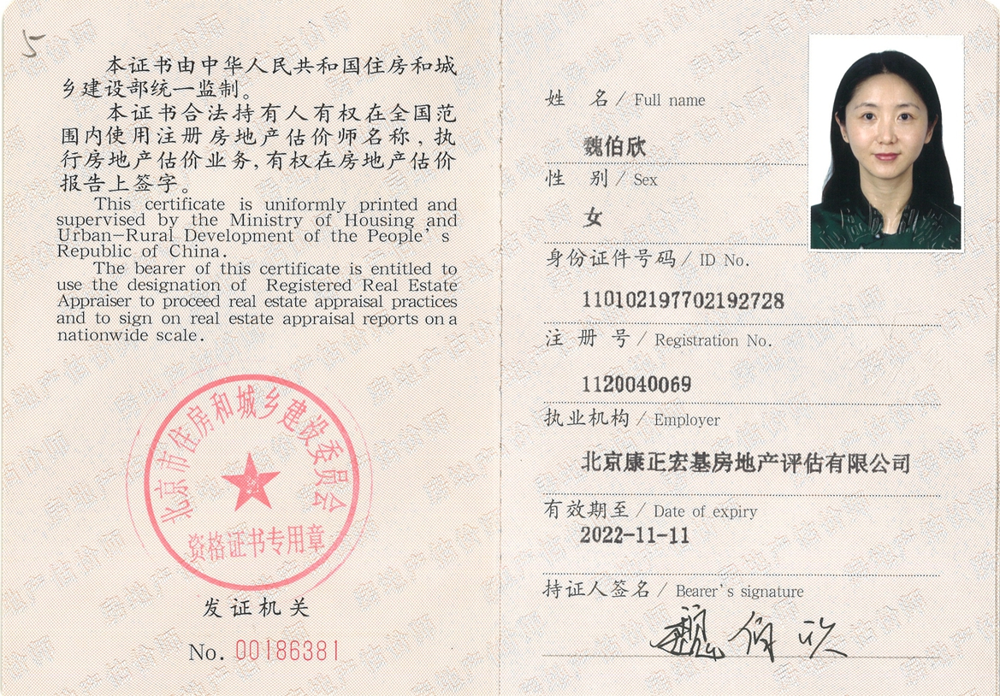 5
本证书由中华人民共和国住房和城
乡建设部统一监制。
本证书合法持有人有权在全国范
围内使用注册房地产估价师名称，执
行房地产估价业务，有权在房地产估价
报告上签字。
This certificate is uniformly printed and
supervised by the Ministry of Housing and
Urban-Rural Development of the People's
Republic of China.
The bearer of this certificate is entitled to
use the designation of Registered Real Estate
Appraiser to proceed real estate appraisal practices
and to sign on real estate appraisal reports on a
nationwide scale.
北京市住房和城乡建设委员会
资格证书专用章
发证机关
No. 00186381
姓 名 / Full name
魏伯欣
性 别 / Sex
女
身份证件号码 / ID No.
110102197702192728
注 册 号 / Registration No.
1120040069
执业机构 / Employer
北京康正宏基房地产评估有限公司
有效期至 / Date of expiry
2022-11-11
持证人签名 / Bearer's signature
魏伯欣